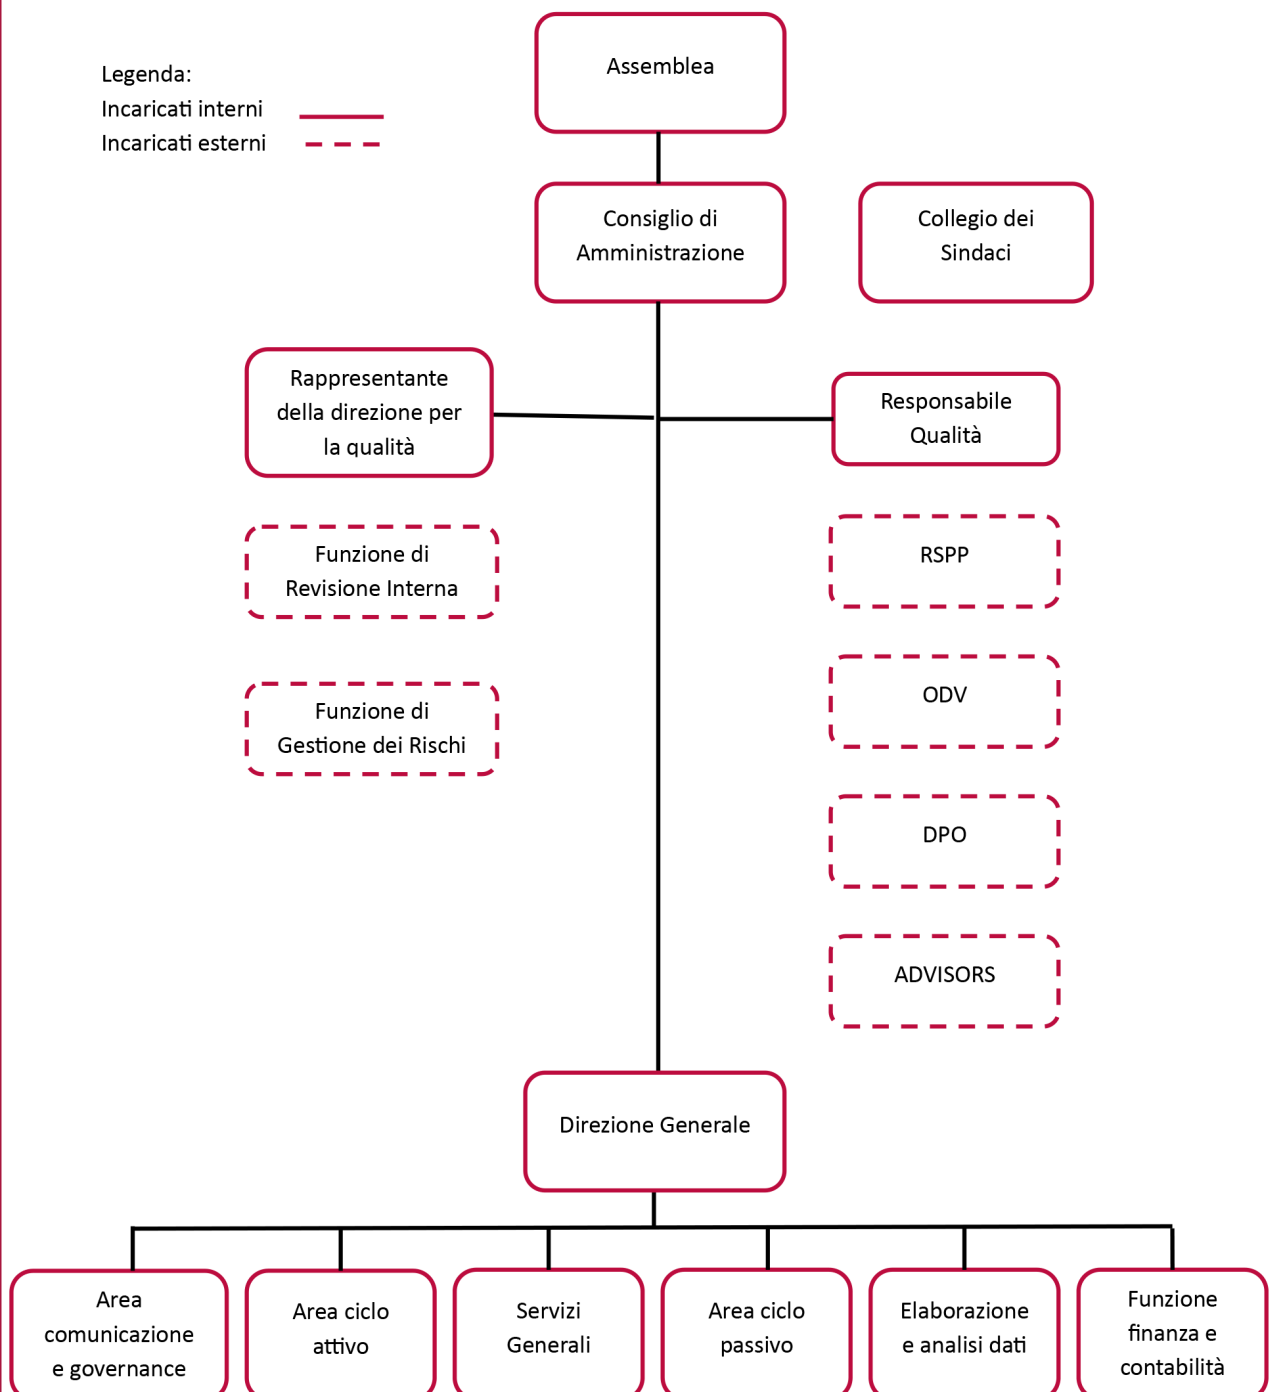 Legenda:
Incaricati interni
Incaricati esterni
Assemblea
Consiglio di
Amministrazione
Collegio dei
Sindaci
Rappresentante
della direzione per
la qualità
Responsabile
Qualità
Funzione di
Revisione Interna
RSPP
Funzione di
Gestione dei Rischi
ODV
DPO
ADVISORS
Direzione Generale
Area
comunicazione
e governance
Area ciclo
attivo
Servizi
Generali
Area ciclo
passivo
Elaborazione
e analisi dati
Funzione
finanza e
contabilità